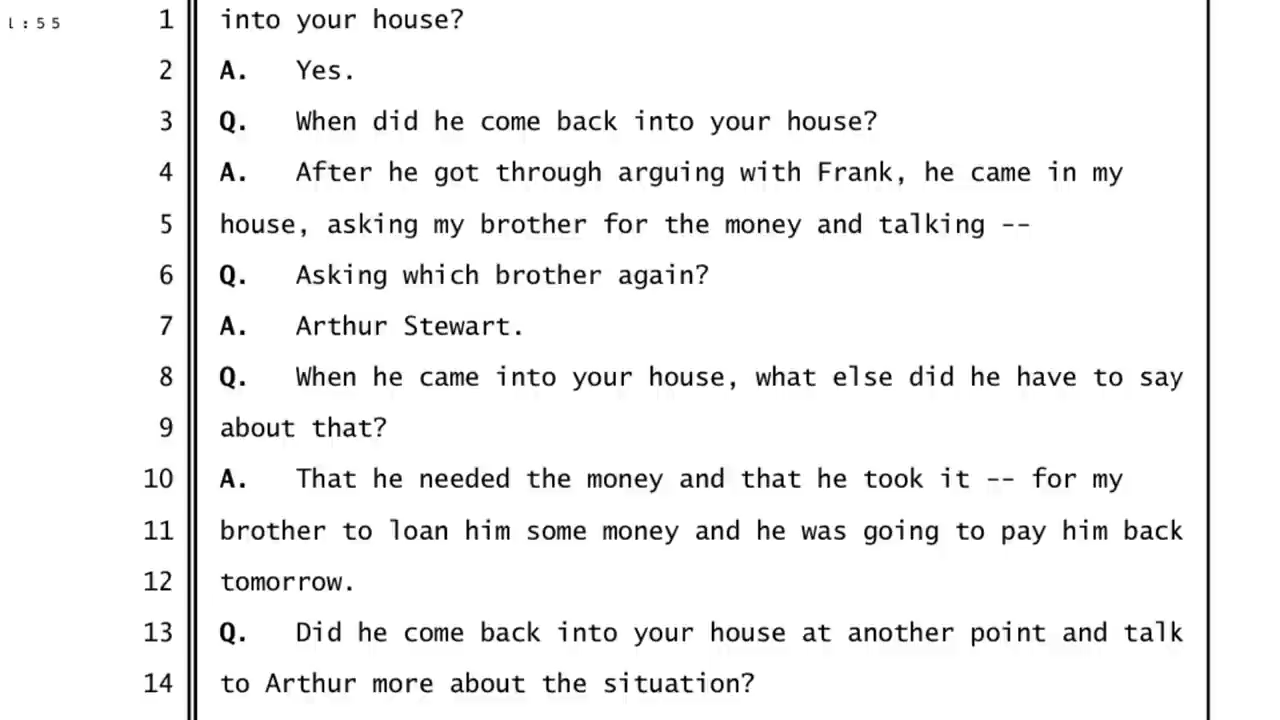 1:55 1 into your house?
2 A. Yes.
3 Q. When did he come back into your house?
4 A. After he got through arguing with Frank, he came in my
5 house, asking my brother for the money and talking --
6 Q. Asking which brother again?
7 A. Arthur Stewart.
8 Q. When he came into your house, what else did he have to say
9 about that?
10 A. That he needed the money and that he took it -- for my
11 brother to loan him some money and he was going to pay him back
12 tomorrow.
13 Q. Did he come back into your house at another point and talk
14 to Arthur more about the situation?